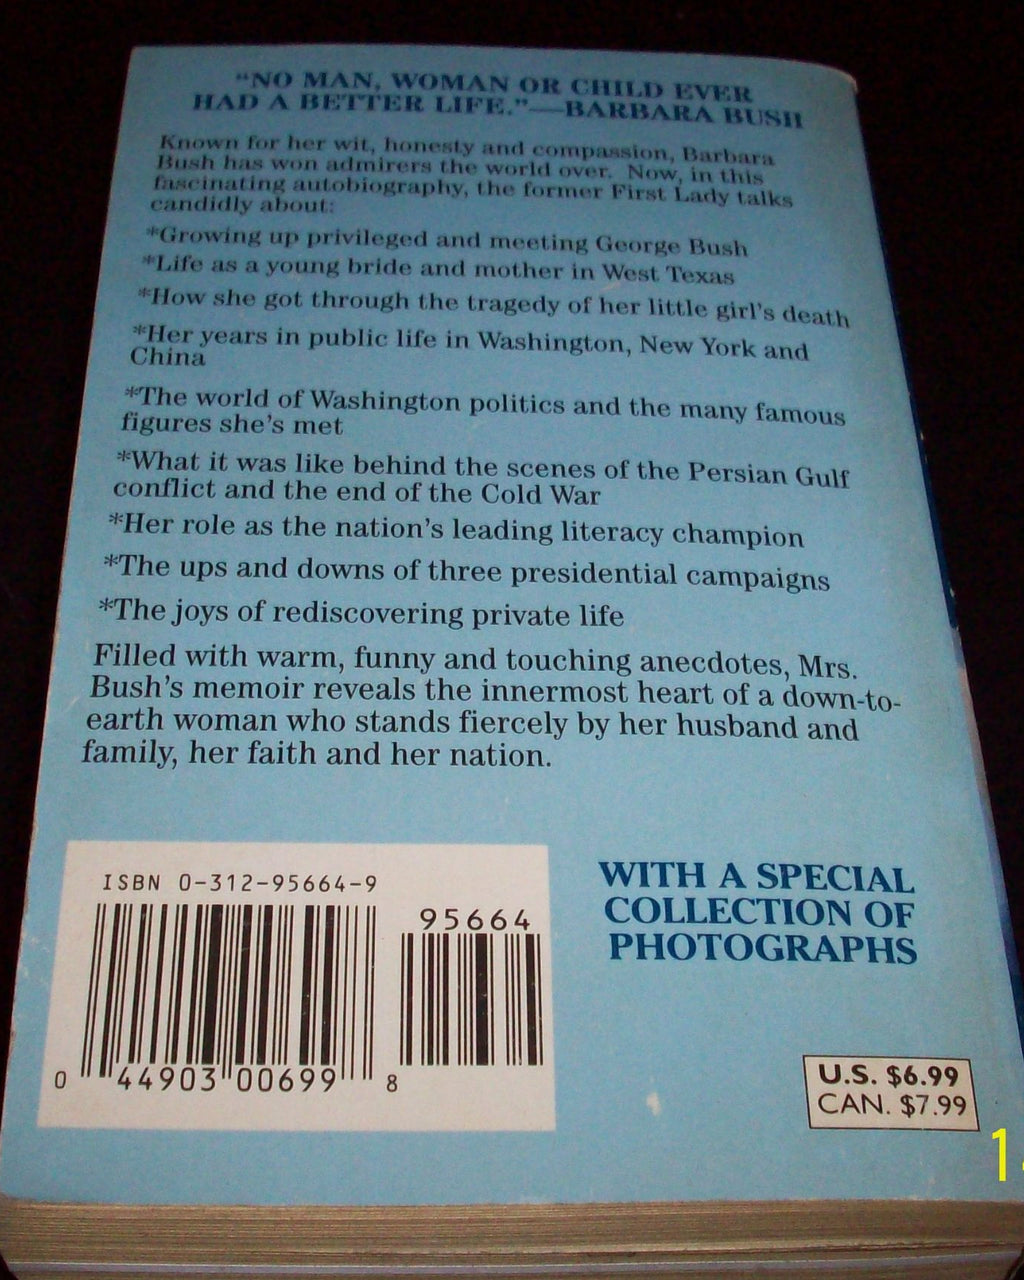 "NO MAN, WOMAN OR CHILD EVER
HAD A BETTER LIFE."—BARBARA BUSH
Known for her wit, honesty and compassion, Barbara
Bush has won admirers the world over. Now, in this
fascinating autobiography, the former First Lady talks
candidly about:
*Growing up privileged and meeting George Bush
*Life as a young bride and mother in West Texas
*How she got through the tragedy of her little girl's death
*Her years in public life in Washington, New York and
China
*The world of Washington politics and the many famous
figures she's met
*What it was like behind the scenes of the Persian Gulf
conflict and the end of the Cold War
*Her role as the nation's leading literacy champion
*The ups and downs of three presidential campaigns
*The joys of rediscovering private life
Filled with warm, funny and touching anecdotes, Mrs.
Bush's memoir reveals the innermost heart of a down-to-
earth woman who stands fiercely by her husband and
family, her faith and her nation.
ISBN 0-312-95664-9
95664
0 44903 00699 8
WITH A SPECIAL
COLLECTION OF
PHOTOGRAPHS
U.S. $6.99
CAN. $7.99